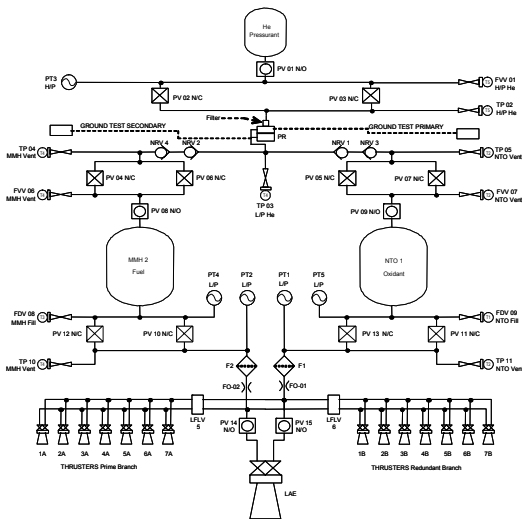 He
Pressurant
PV 01 N/O
PT3
H/P
FVV 01
H/P He
PV 02 N/C
PV 03 N/C
TP 02
H/P He
Filter
GROUND TEST SECONDARY
GROUND TEST PRIMARY
PR
TP 04
MMH Vent
NRV 4
NRV 2
NRV 1
NRV 3
TP 05
NTO Vent
PV 04 N/C
PV 06 N/C
PV 05 N/C
PV 07 N/C
FVV 06
MMH Vent
TP 03
L/P He
FVV 07
NTO Vent
PV 08 N/O
PV 09 N/O
MMH 2
Fuel
NTO 1
Oxidant
PT4
L/P
PT2
L/P
PT1
L/P
PT5
L/P
FDV 08
MMH Fill
FDV 09
NTO Fill
PV 12 N/C
PV 10 N/C
PV 13 N/C
PV 11 N/C
TP 10
MMH Vent
TP 11
NTO Vent
F2
F1
FO-02
FO-01
LFLV
5
PV 14
N/O
PV 15
N/O
LFLV
6
1A
2A
3A
4A
5A
6A
7A
1B
2B
3B
4B
5B
6B
7B
THRUSTERS Prime Branch
THRUSTERS Redundant Branch
LAE